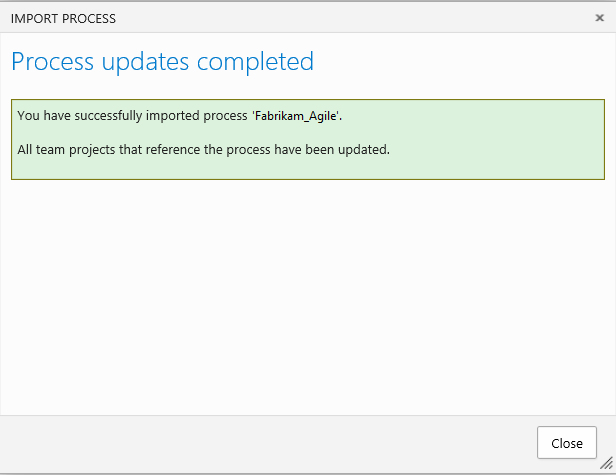 IMPORT PROCESS
Process updates completed
You have successfully imported process 'Fabrikam_Agile'.
All team projects that reference the process have been updated.
Close